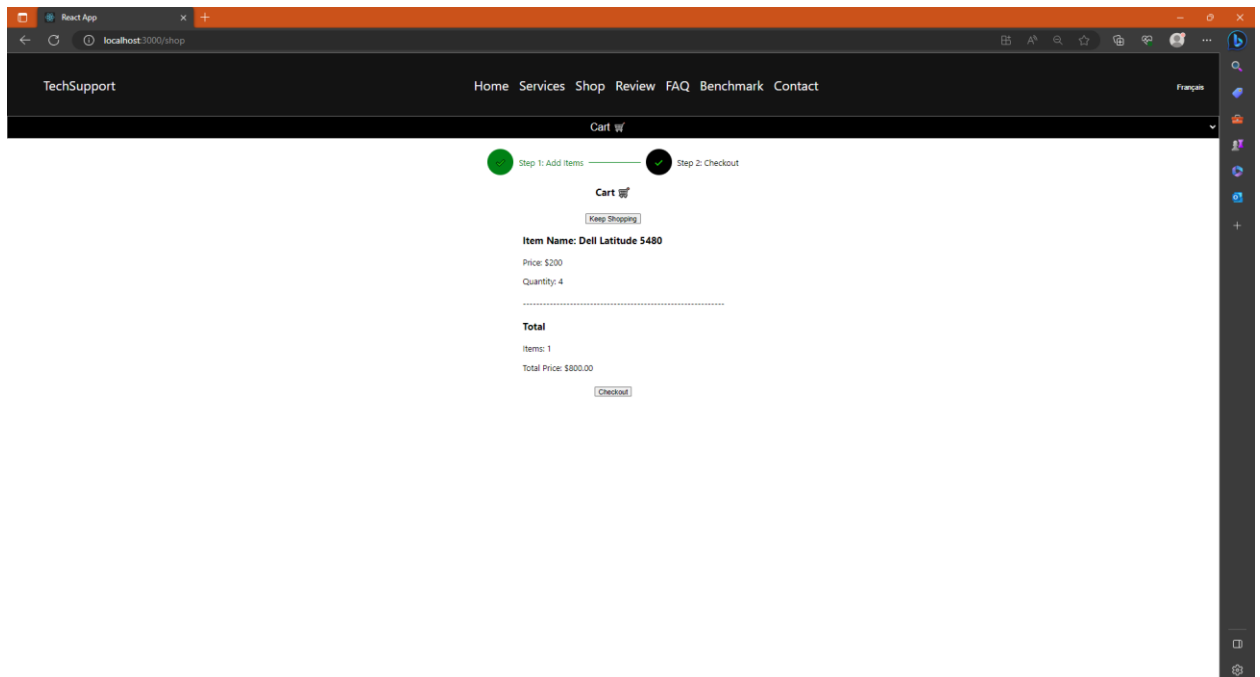 React App
localhost:3000/shop
TechSupport
Home Services Shop Review FAQ Benchmark Contact
Français
Cart
Step 1: Add Items
Step 2: Checkout
Cart
Keep Shopping
Item Name: Dell Latitude 5480
Price: $200
Quantity: 4
------------------------------------------------------------
Total
Items: 1
Total Price: $800.00
Checkout